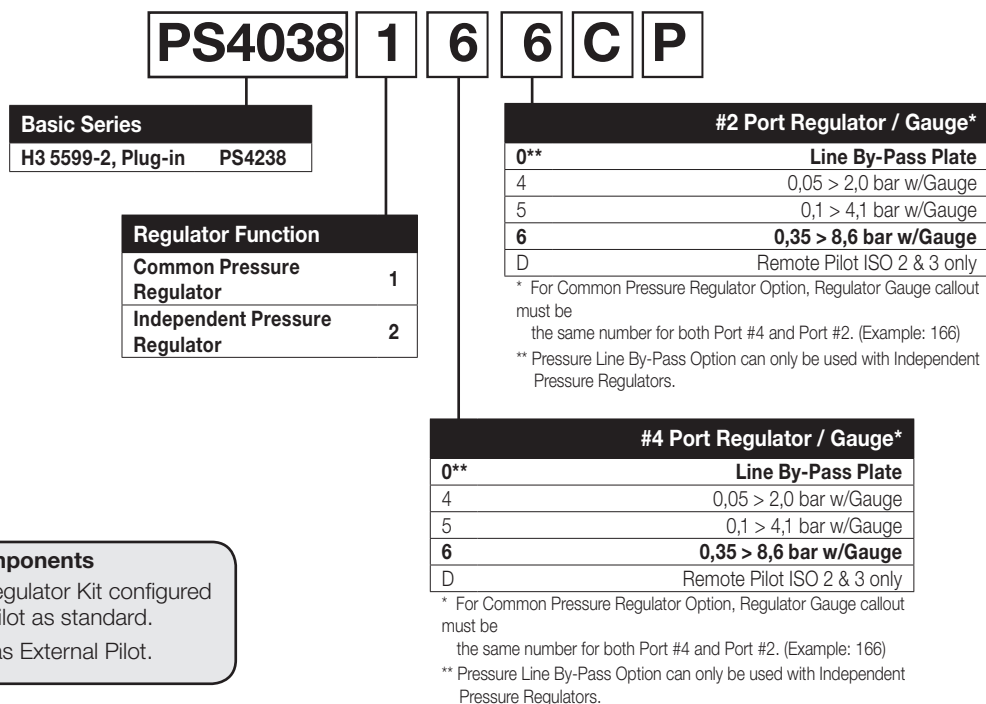 PS4038 1 6 6 C P
Basic Series
H3 5599-2, Plug-in PS4238
Regulator Function
Common Pressure
Regulator 1
Independent Pressure
Regulator 2
#2 Port Regulator / Gauge*
0** Line By-Pass Plate
4 0,05 > 2,0 bar w/Gauge
5 0,1 > 4,1 bar w/Gauge
6 0,35 > 8,6 bar w/Gauge
D Remote Pilot ISO 2 & 3 only
* For Common Pressure Regulator Option, Regulator Gauge callout
must be
the same number for both Port #4 and Port #2. (Example: 166)
** Pressure Line By-Pass Option can only be used with Independent
Pressure Regulators.
#4 Port Regulator / Gauge*
0** Line By-Pass Plate
4 0,05 > 2,0 bar w/Gauge
5 0,1 > 4,1 bar w/Gauge
6 0,35 > 8,6 bar w/Gauge
D Remote Pilot ISO 2 & 3 only
* For Common Pressure Regulator Option, Regulator Gauge callout
must be
the same number for both Port #4 and Port #2. (Example: 166)
** Pressure Line By-Pass Option can only be used with Independent
Pressure Regulators.
Kit configured
as standard.
as External Pilot.